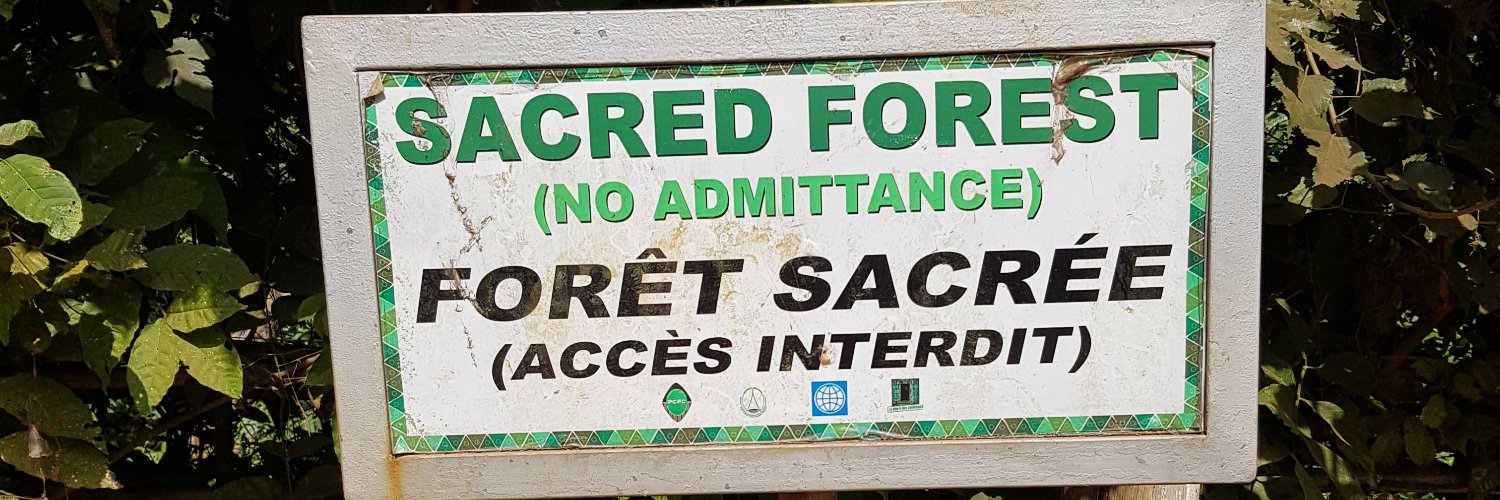 SACRED FOREST
(NO ADMITTANCE)
FORÊT SACRÉE
(ACCÈS INTERDIT)